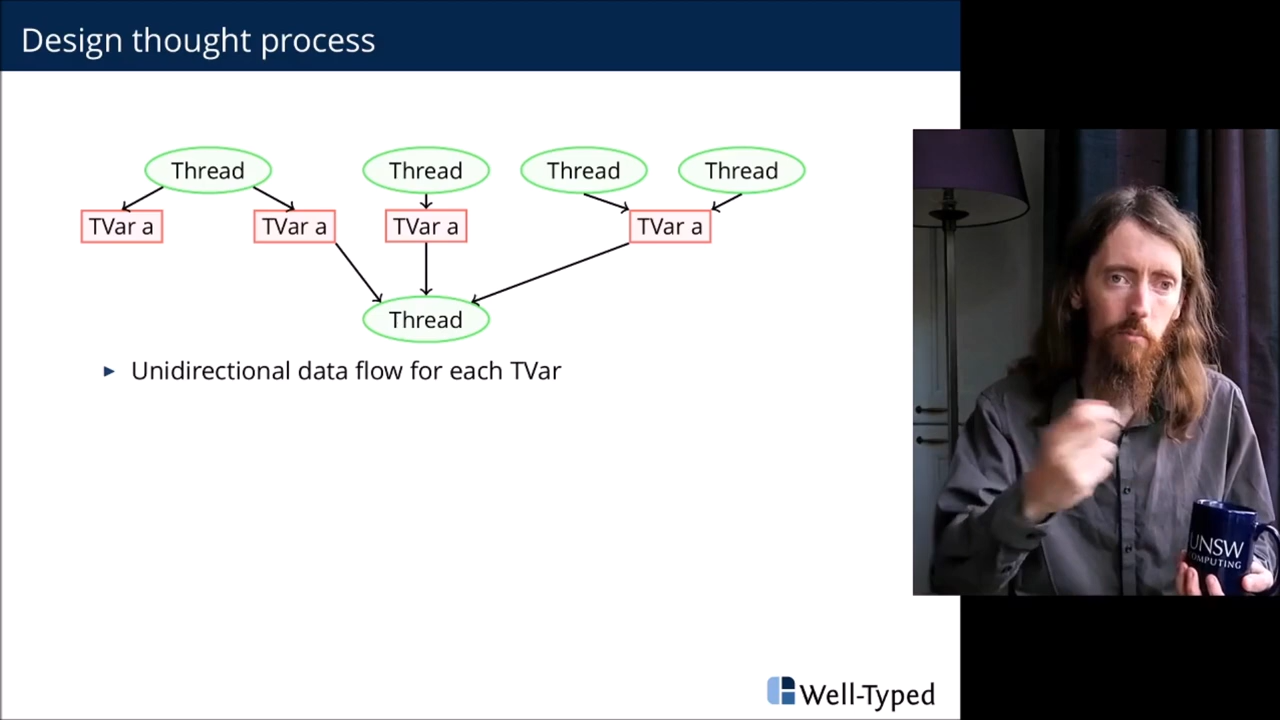 Design thought process
Thread Thread Thread Thread
TVar a TVar a TVar a TVar a
Thread
Unidirectional data flow for each TVar
UNSW
COMPUTING
Well-Typed